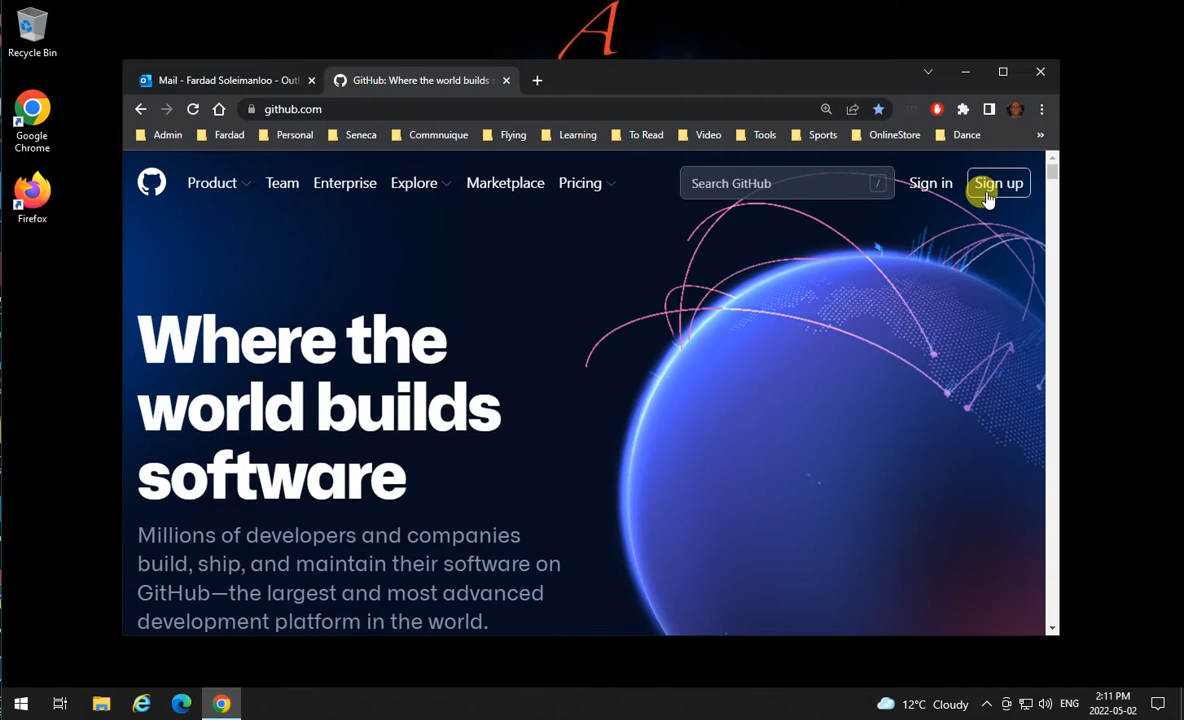 A
Recycle Bin
Google
Chrome
Firefox
Mail - Fardad Soleimanloo - Outl
GitHub: Where the world builds s
github.com
Admin Fardad Personal Seneca Commnuique Flying Learning To Read Video Tools Sports OnlineStore Dance »
Product Team Enterprise Explore Marketplace Pricing Search GitHub / Sign in Sign up
Where the
world builds
software
Millions of developers and companies
build, ship, and maintain their software on
GitHub—the largest and most advanced
development platform in the world.
12°C Cloudy ENG 2:11 PM
2022-05-02